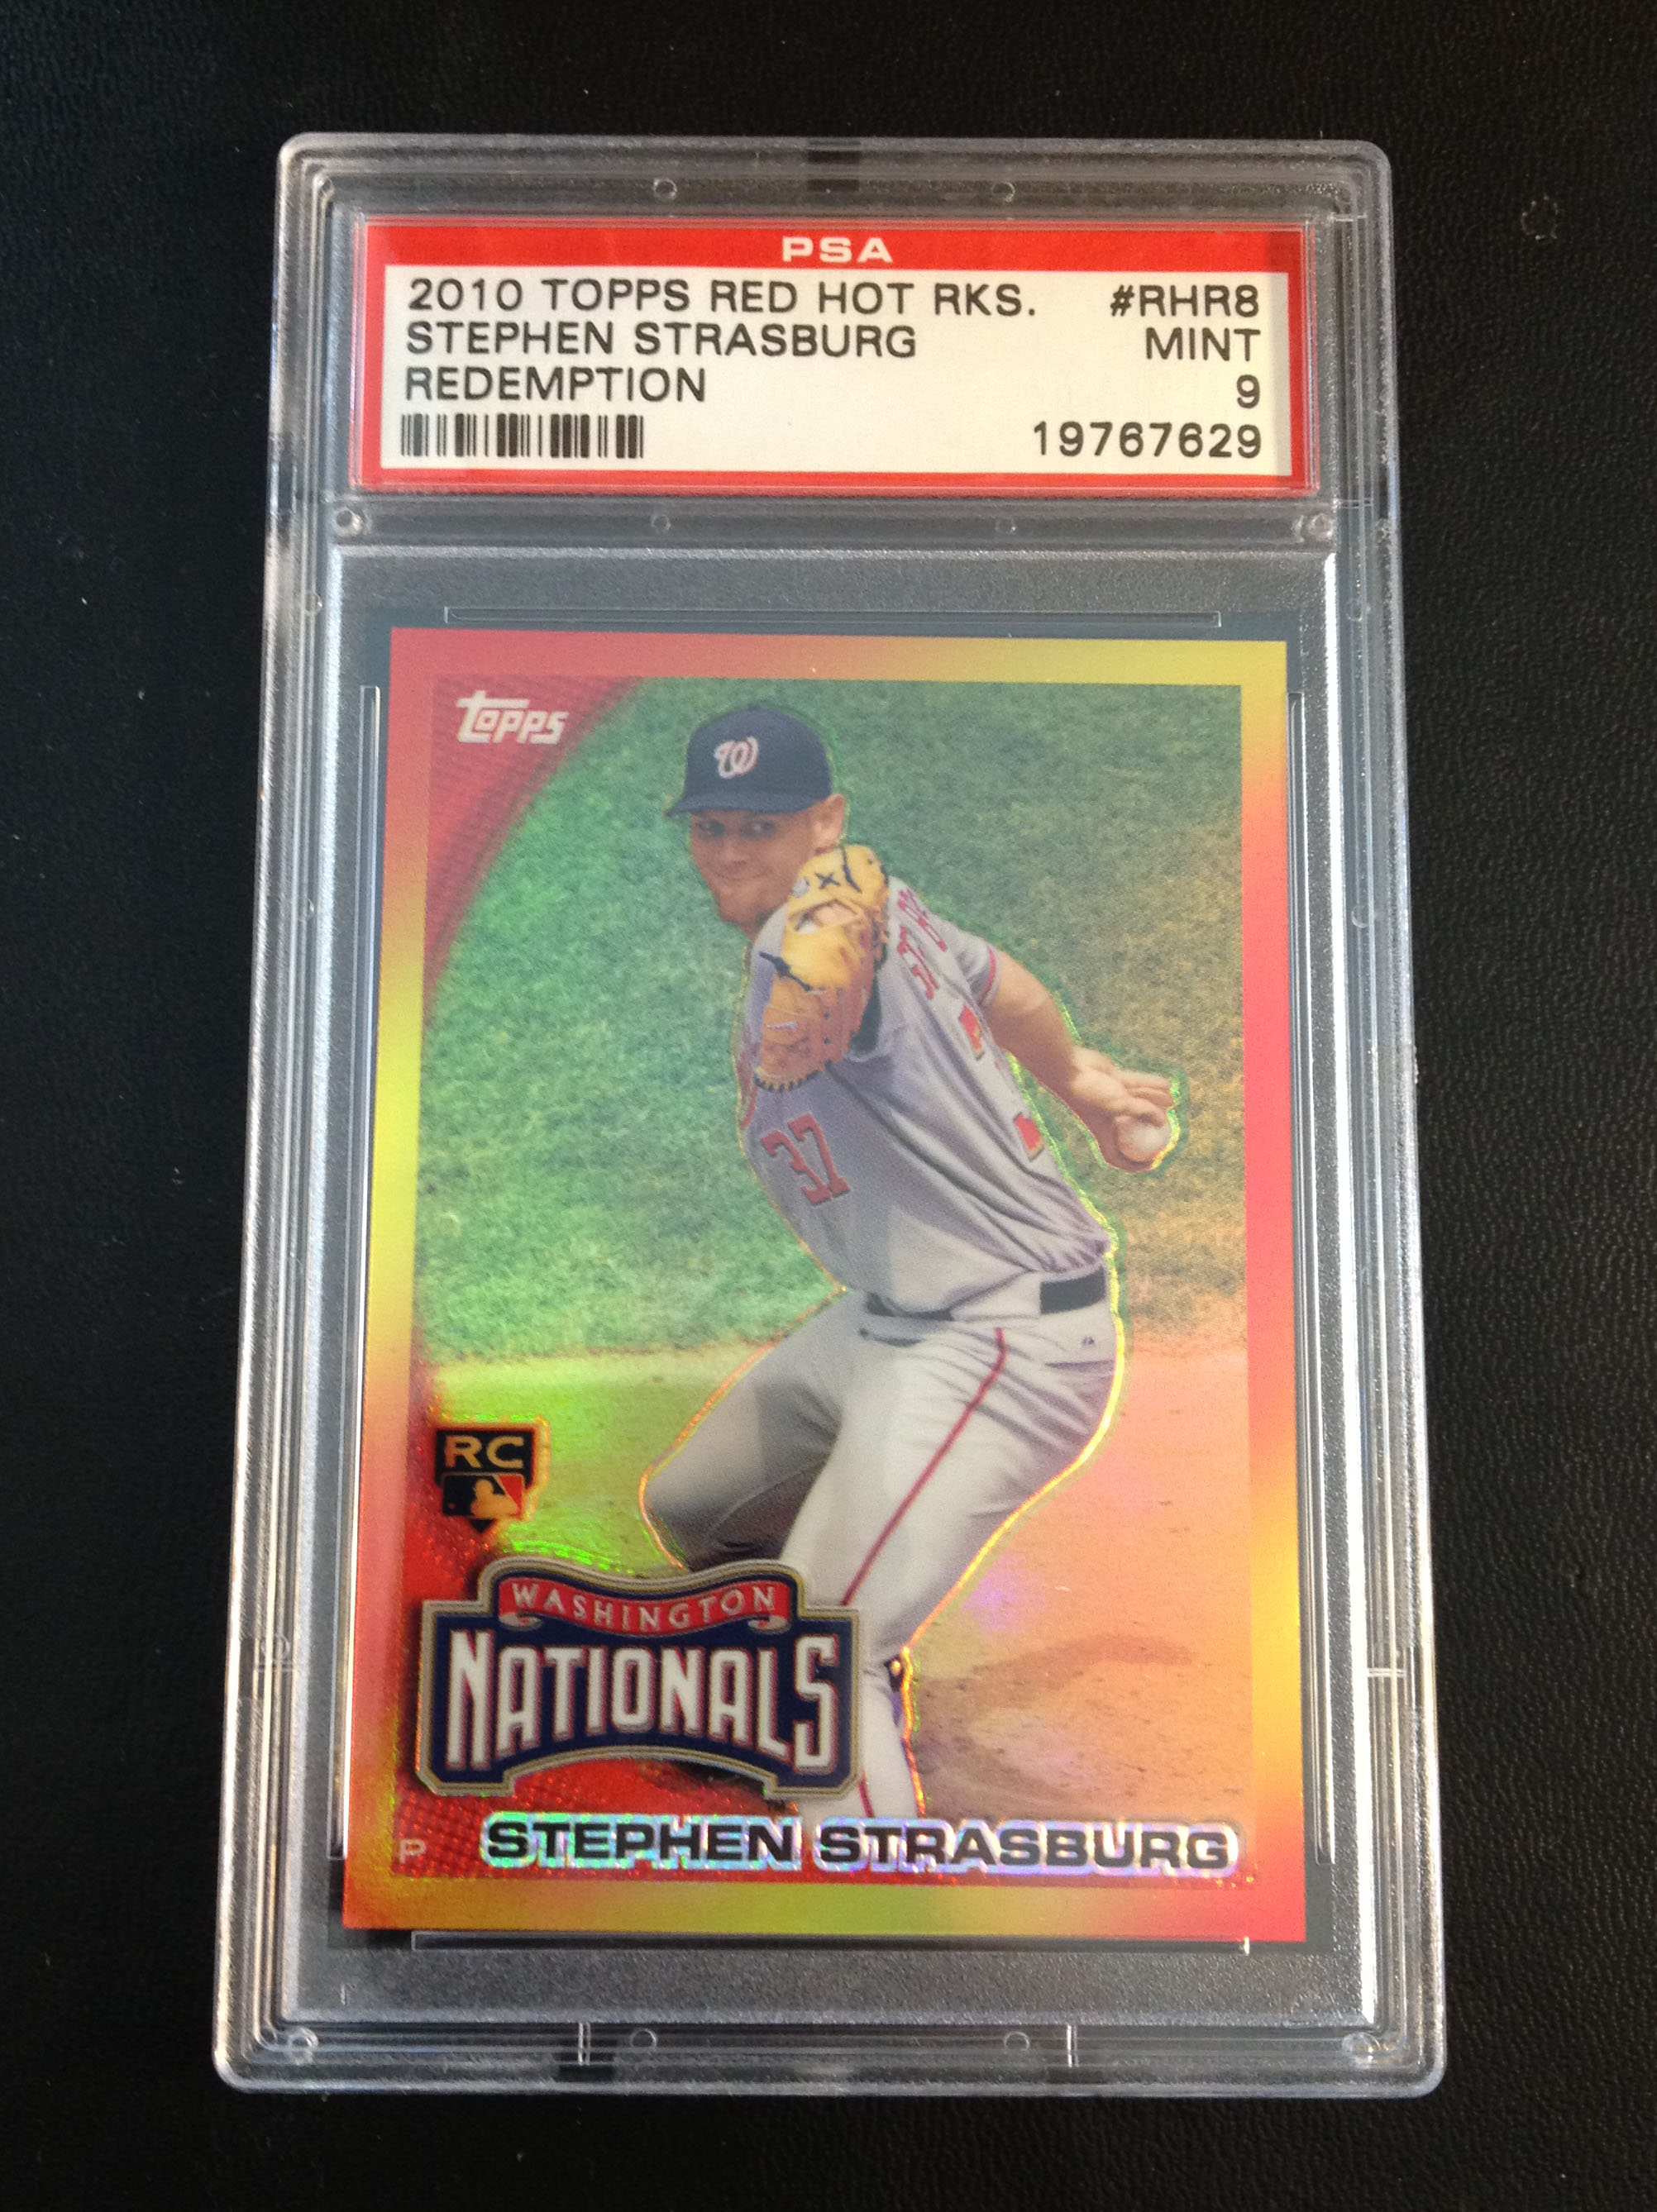 PSA
2010 TOPPS RED HOT RKS. #RHR8
STEPHEN STRASBURG MINT
REDEMPTION 9
19767629
Topps
W
37
RC
WASHINGTON
NATIONALS
P STEPHEN STRASBURG